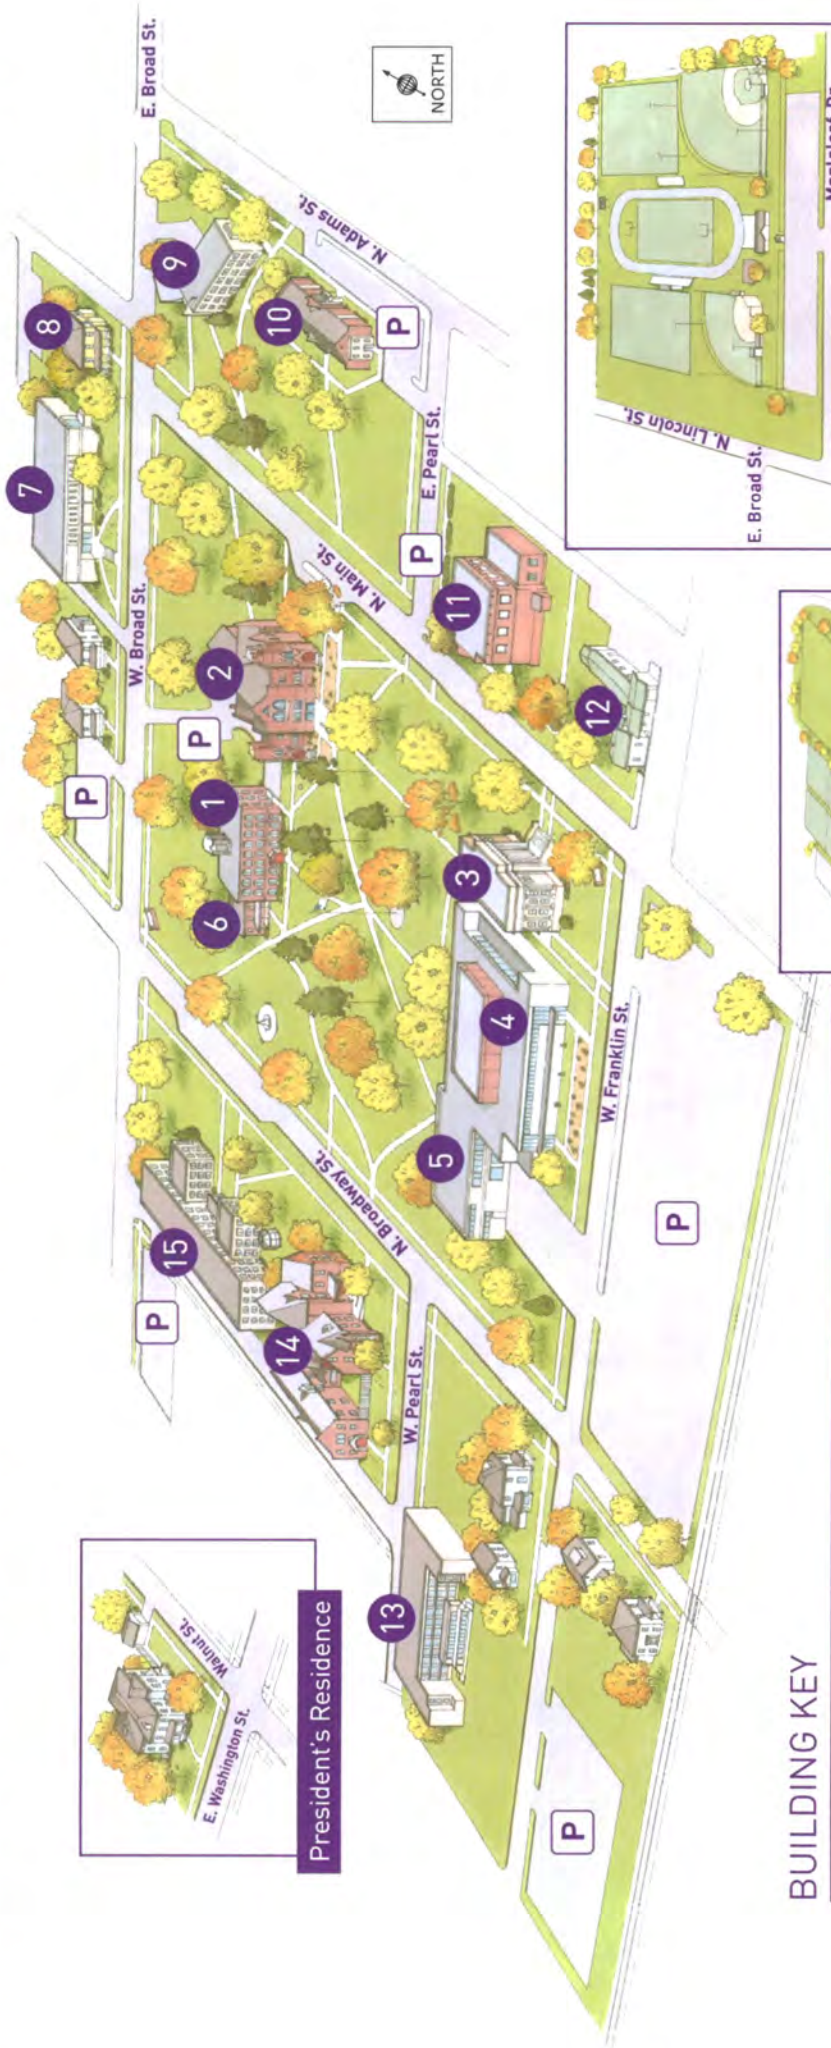 E. Broad St.
NORTH
N. Adams St.
9
8
10
P
7
E. Pearl St.
N. Lincoln St.
E. Broad St.
W. Broad St.
N. Main St.
P
11
2
12
P
P
1
6
3
4
W. Franklin St.
5
P
N. Broadway St.
15
P
14
W. Pearl St.
13
P
Walnut St.
E. Washington St.
President's Residence
BUILDING KEY